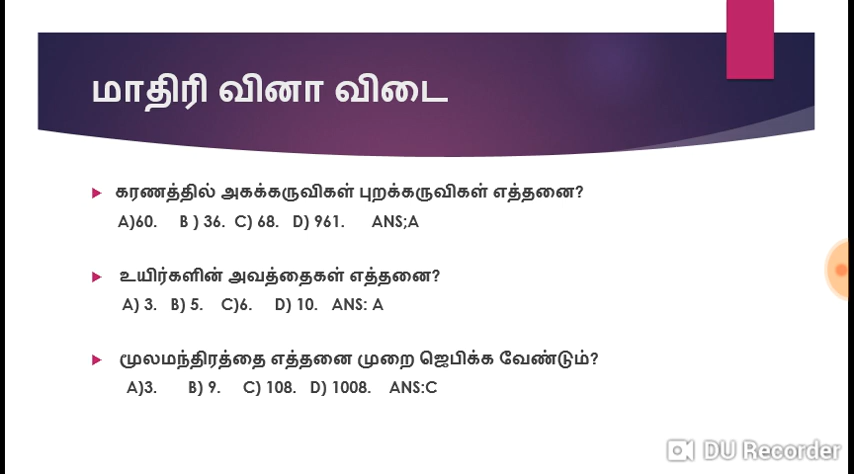 மாதிரி வினா விடை
கரணத்தில் அகக்கருவிகள் புறக்கருவிகள் எத்தனை?
A)60. B ) 36. C) 68. D) 961. ANS;A
உயிர்களின் அவத்தைகள் எத்தனை?
A) 3. B) 5. C)6. D) 10. ANS: A
முலமந்திரத்தை எத்தனை முறை ஜெபிக்க வேண்டும்?
A)3. B) 9. C) 108. D) 1008. ANS:C
DU Recorder